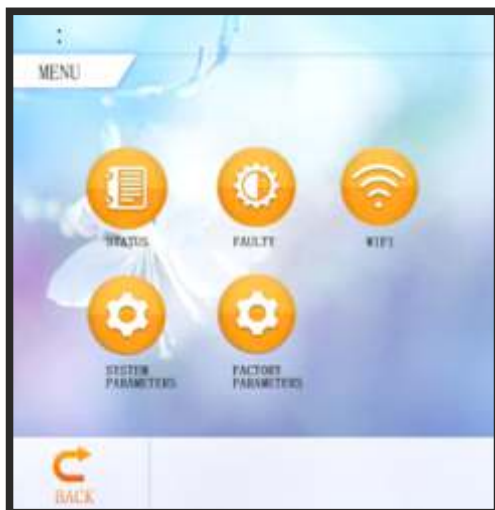 :
MENU
STATUS
FAULTY
WIFI
SYSTEM
PARAMETERS
FACTORY
PARAMETERS
BACK